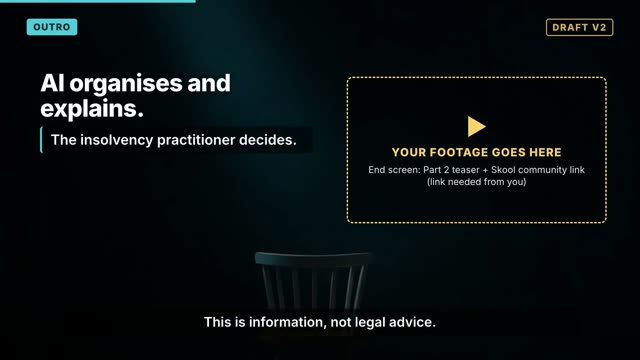 OUTRO
DRAFT V2
AI organises and
explains.
The insolvency practitioner decides.
YOUR FOOTAGE GOES HERE
End screen: Part 2 teaser + Skool community link
(link needed from you)
This is information, not legal advice.